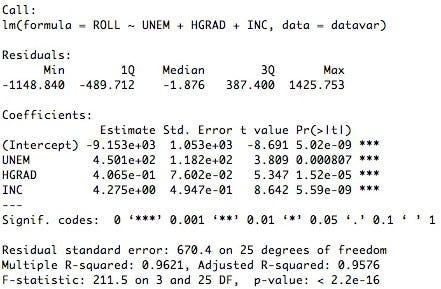 Call:
lm(formula = ROLL ~ UNEM + HGRAD + INC, data = datavar)
Residuals:
Min 1Q Median 3Q Max
-1148.840 -489.712 -1.876 387.400 1425.753
Coefficients:
Estimate Std. Error t value Pr(>|t|)
(Intercept) -9.153e+03 1.053e+03 -8.691 5.02e-09 ***
UNEM 4.501e+02 1.182e+02 3.809 0.000807 ***
HGRAD 4.065e-01 7.602e-02 5.347 1.52e-05 ***
INC 4.275e+00 4.947e-01 8.642 5.59e-09 ***
---
Signif. codes: 0 ‘***’ 0.001 ‘**’ 0.01 ‘*’ 0.05 ‘.’ 0.1 ‘ ’ 1
Residual standard error: 670.4 on 25 degrees of freedom
Multiple R-squared: 0.9621, Adjusted R-squared: 0.9576
F-statistic: 211.5 on 3 and 25 DF, p-value: < 2.2e-16